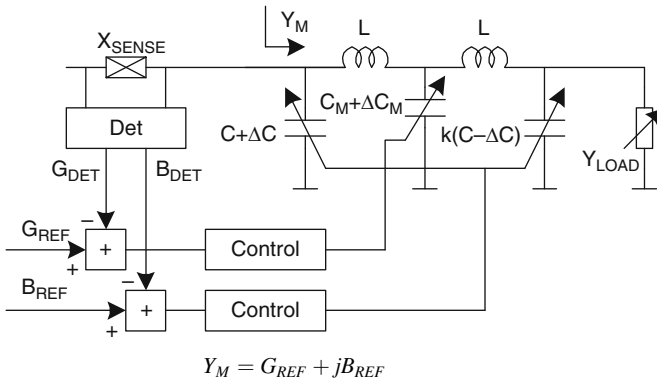 Y_M
X_SENSE
L
L
C_M+ΔC_M
C+ΔC
k(C−ΔC)
Det
Y_LOAD
G_DET
B_DET
−
G_REF
+
+
Control
−
B_REF
+
+
Control
Y_M = G_REF + jB_REF